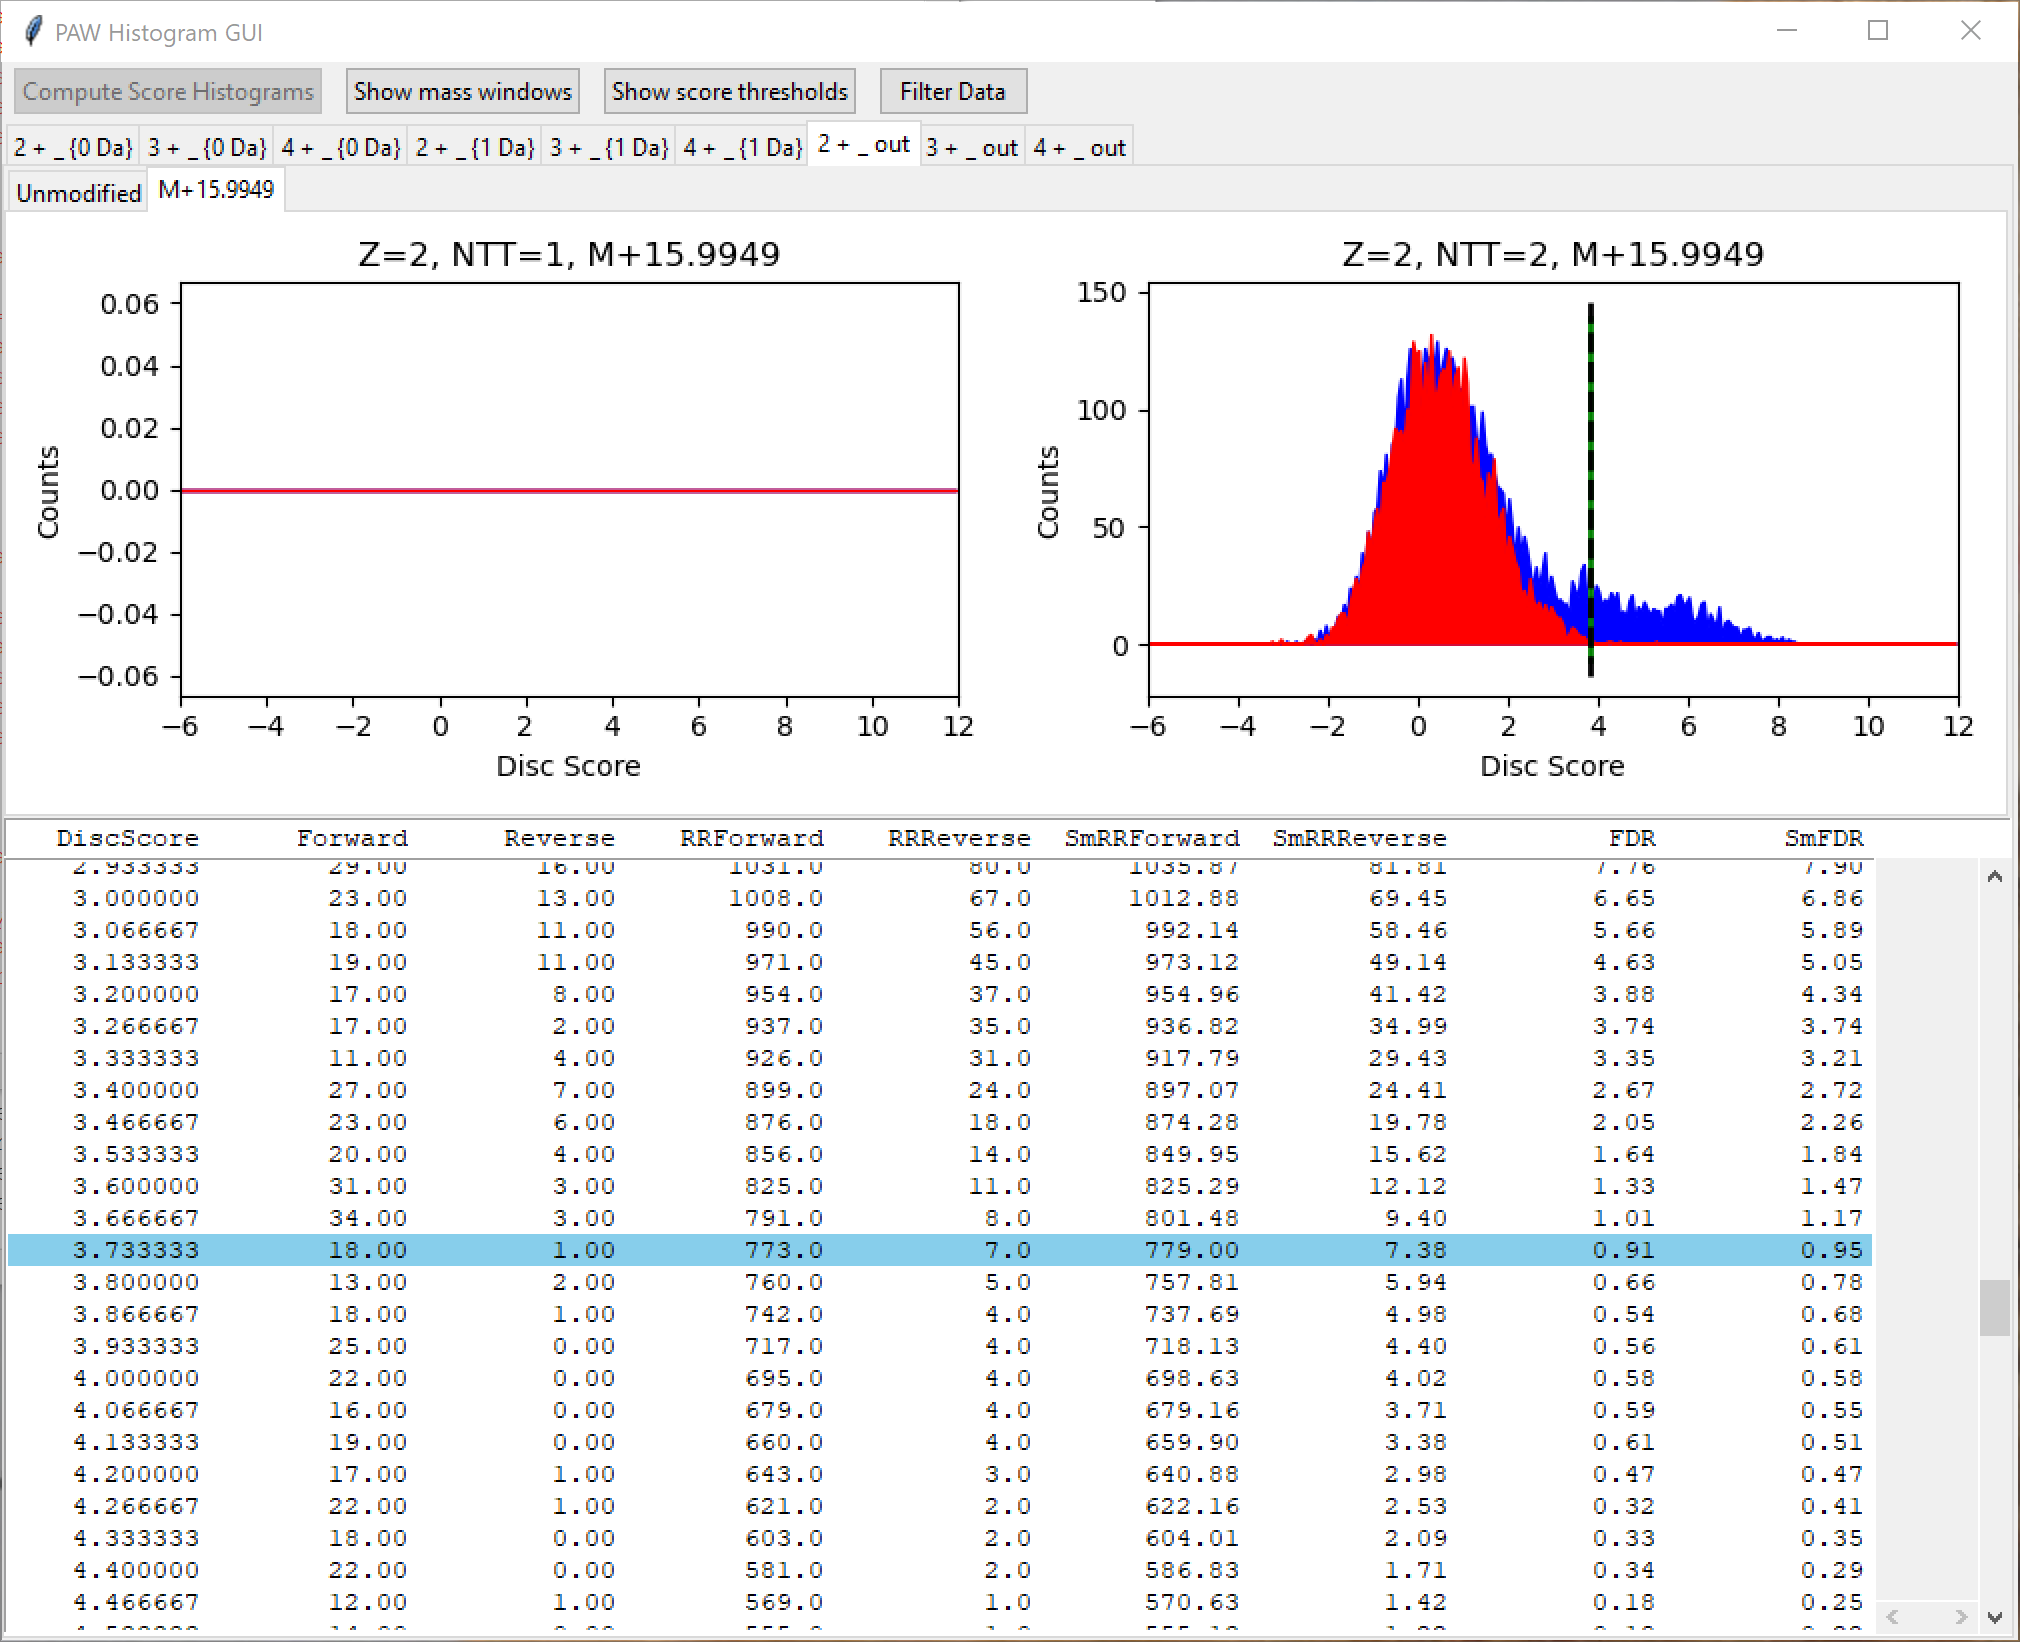 PAW Histogram GUI
Compute Score Histograms Show mass windows Show score thresholds Filter Data
2 + _ {0 Da} 3 + _ {0 Da} 4 + _ {0 Da} 2 + _ {1 Da} 3 + _ {1 Da} 4 + _ {1 Da} 2 + _ out 3 + _ out 4 + _ out
Unmodified M+15.9949
Z=2, NTT=1, M+15.9949
0.06
0.04
0.02
0.00
−0.02
−0.04
−0.06
Counts
−6 −4 −2 0 2 4 6 8 10 12
Disc Score
Z=2, NTT=2, M+15.9949
150
100
50
0
Counts
−6 −4 −2 0 2 4 6 8 10 12
Disc Score
DiscScore Forward Reverse RRForward RRReverse SmRRForward SmRRReverse FDR SmFDR
2.933333 29.00 16.00 1031.0 80.0 1035.87 81.81 7.76 7.90
3.000000 23.00 13.00 1008.0 67.0 1012.88 69.45 6.65 6.86
3.066667 18.00 11.00 990.0 56.0 992.14 58.46 5.66 5.89
3.133333 19.00 11.00 971.0 45.0 973.12 49.14 4.63 5.05
3.200000 17.00 8.00 954.0 37.0 954.96 41.42 3.88 4.34
3.266667 17.00 2.00 937.0 35.0 936.82 34.99 3.74 3.74
3.333333 11.00 4.00 926.0 31.0 917.79 29.43 3.35 3.21
3.400000 27.00 7.00 899.0 24.0 897.07 24.41 2.67 2.72
3.466667 23.00 6.00 876.0 18.0 874.28 19.78 2.05 2.26
3.533333 20.00 4.00 856.0 14.0 849.95 15.62 1.64 1.84
3.600000 31.00 3.00 825.0 11.0 825.29 12.12 1.33 1.47
3.666667 34.00 3.00 791.0 8.0 801.48 9.40 1.01 1.17
3.733333 18.00 1.00 773.0 7.0 779.00 7.38 0.91 0.95
3.800000 13.00 2.00 760.0 5.0 757.81 5.94 0.66 0.78
3.866667 18.00 1.00 742.0 4.0 737.69 4.98 0.54 0.68
3.933333 25.00 0.00 717.0 4.0 718.13 4.40 0.56 0.61
4.000000 22.00 0.00 695.0 4.0 698.63 4.02 0.58 0.58
4.066667 16.00 0.00 679.0 4.0 679.16 3.71 0.59 0.55
4.133333 19.00 0.00 660.0 4.0 659.90 3.38 0.61 0.51
4.200000 17.00 1.00 643.0 3.0 640.88 2.98 0.47 0.47
4.266667 22.00 1.00 621.0 2.0 622.16 2.53 0.32 0.41
4.333333 18.00 0.00 603.0 2.0 604.01 2.09 0.33 0.35
4.400000 22.00 0.00 581.0 2.0 586.83 1.71 0.34 0.29
4.466667 12.00 1.00 569.0 1.0 570.63 1.42 0.18 0.25